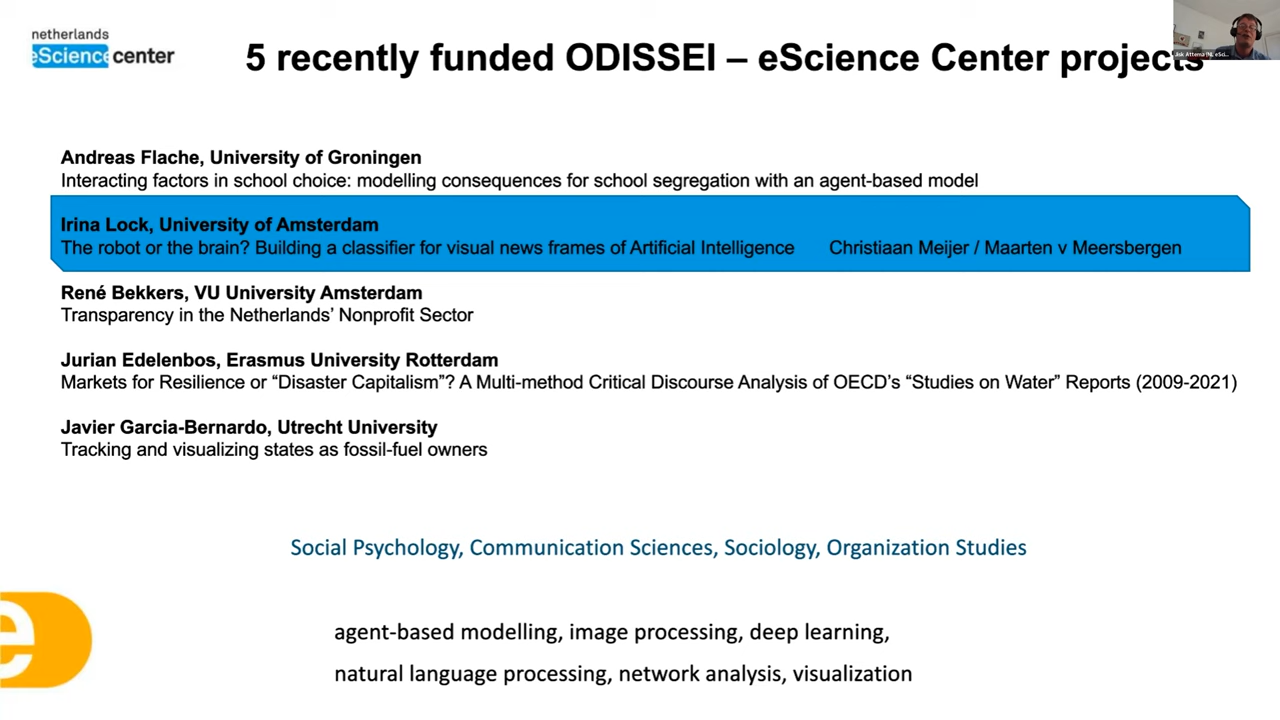 netherlands
eScience center
5 recently funded ODISSEI – eScience Center projects
Andreas Flache, University of Groningen
Interacting factors in school choice: modelling consequences for school segregation with an agent-based model
Irina Lock, University of Amsterdam
The robot or the brain? Building a classifier for visual news frames of Artificial Intelligence Christiaan Meijer / Maarten v Meersbergen
René Bekkers, VU University Amsterdam
Transparency in the Netherlands’ Nonprofit Sector
Jurian Edelenbos, Erasmus University Rotterdam
Markets for Resilience or “Disaster Capitalism”? A Multi-method Critical Discourse Analysis of OECD’s “Studies on Water” Reports (2009-2021)
Javier Garcia-Bernardo, Utrecht University
Tracking and visualizing states as fossil-fuel owners
Social Psychology, Communication Sciences, Sociology, Organization Studies
e
agent-based modelling, image processing, deep learning,
natural language processing, network analysis, visualization